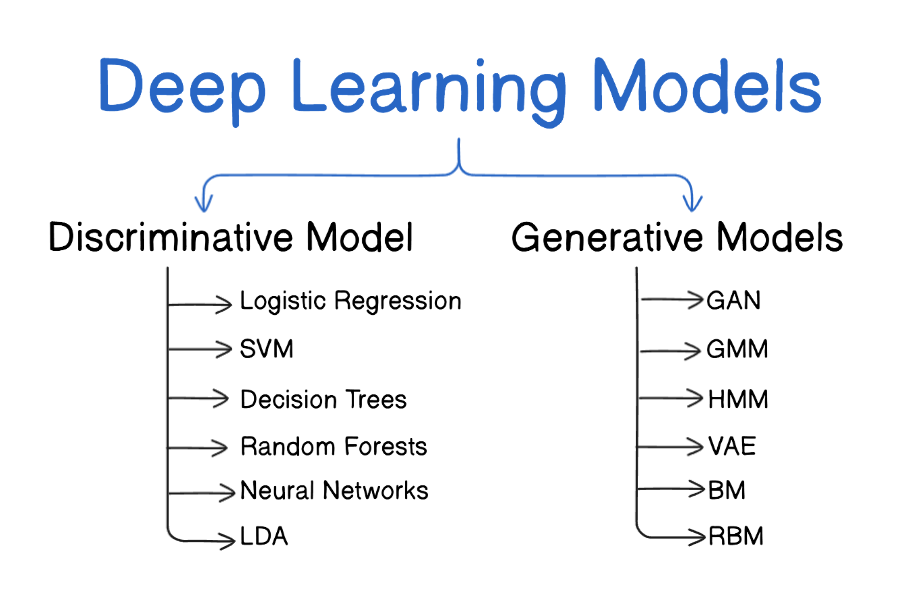 Deep Learning Models
Discriminative Model
Logistic Regression
SVM
Decision Trees
Random Forests
Neural Networks
LDA
Generative Models
GAN
GMM
HMM
VAE
BM
RBM